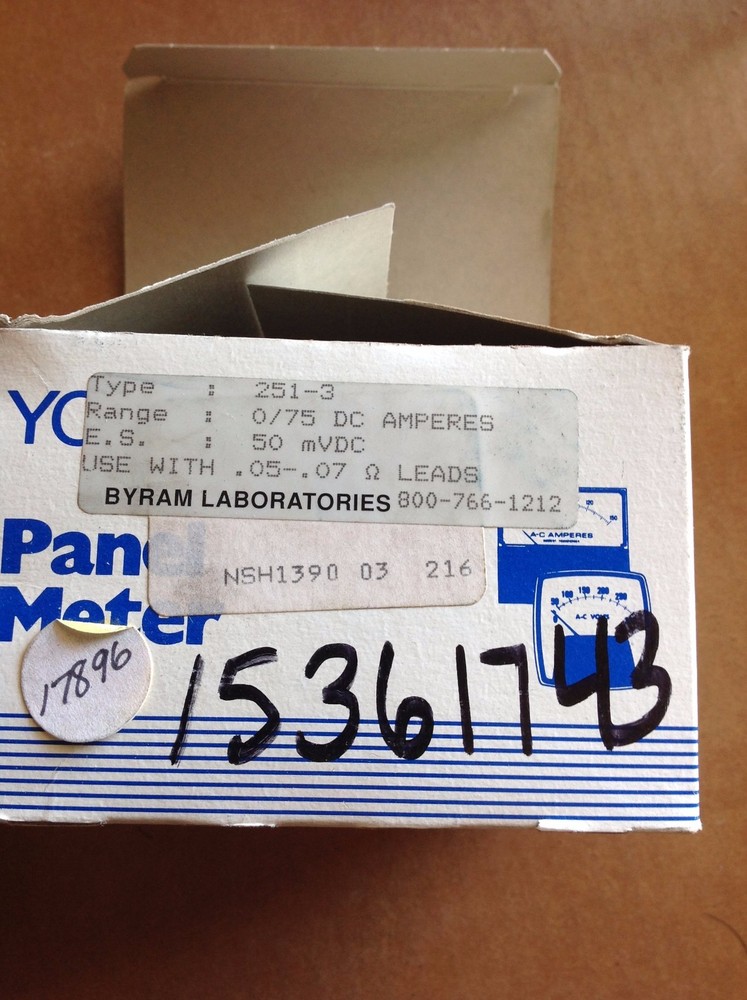 YO
Type : 251-3
Range : 0/75 DC AMPERES
E.S. : 50 mVDC
USE WITH .05-.07 Ω LEADS
BYRAM LABORATORIES 800-766-1212
Panel
Meter
NSH1390 03 216
A-C AMPERES
A-C VOLTS
17896
15361743